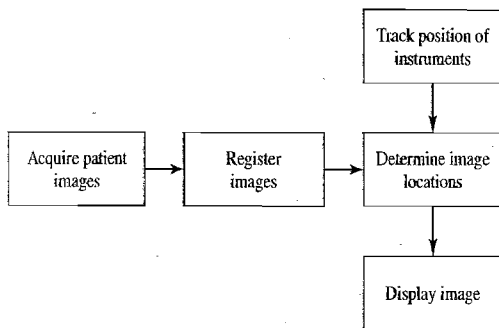 Track position of
instruments
Acquire patient
images
Register
images
Determine image
locations
Display image